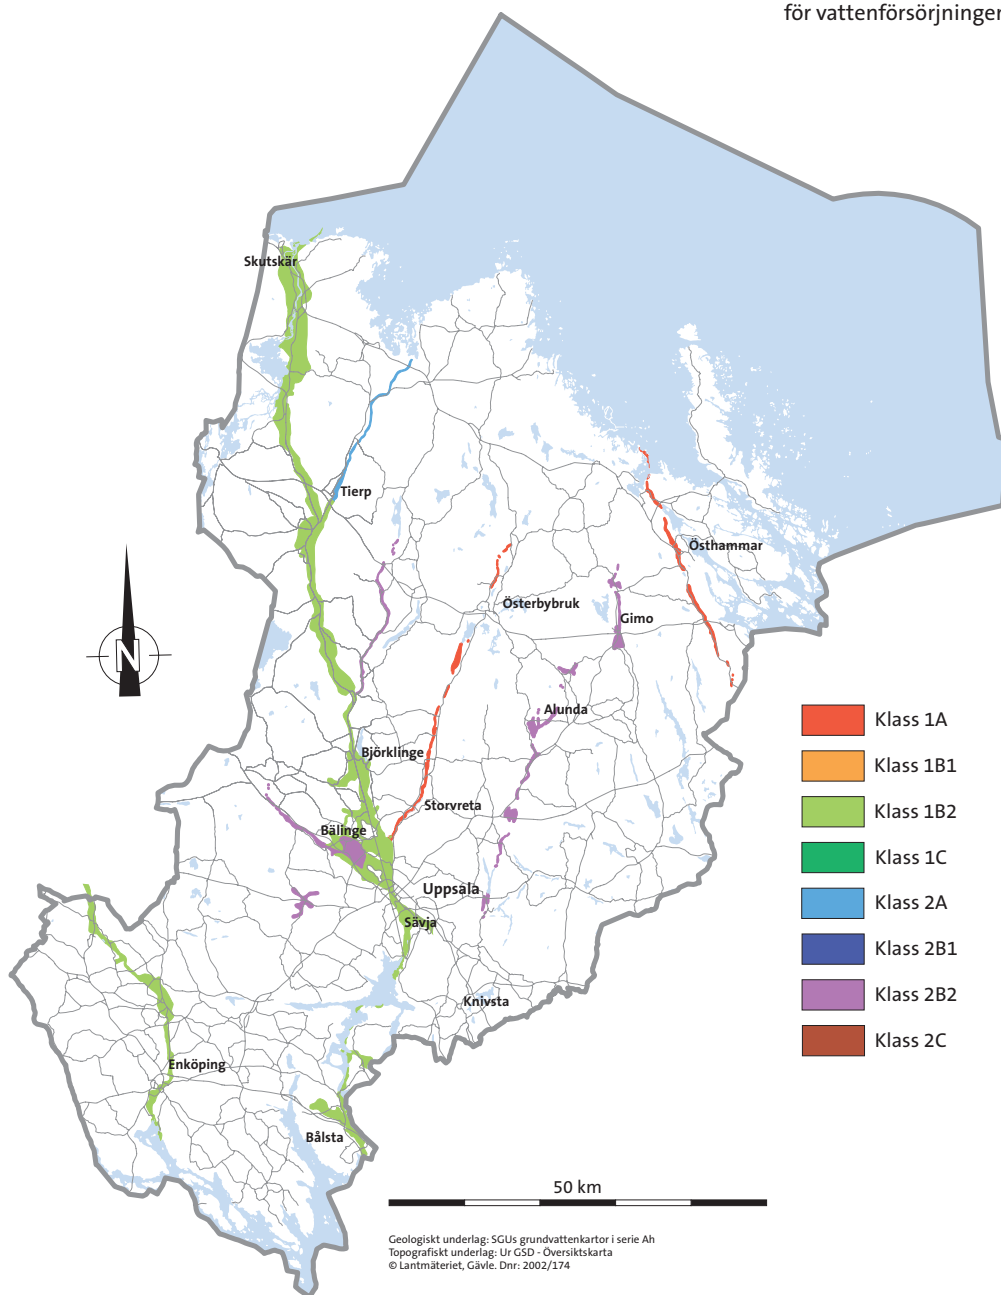 för vattenförsörjningen
Skutskär
Tierp
Östhammar
Österbybruk
Gimo
Alunda
Björklinge
Storvreta
Bälinge
Uppsala
Sävja
Knivsta
Enköping
Bålsta
N
Klass 1A
Klass 1B1
Klass 1B2
Klass 1C
Klass 2A
Klass 2B1
Klass 2B2
Klass 2C
50 km
Geologiskt underlag: SGUs grundvattenkartor i serie Ah
Topografiskt underlag: Ur GSD - Översiktskarta
© Lantmäteriet, Gävle. Dnr: 2002/174